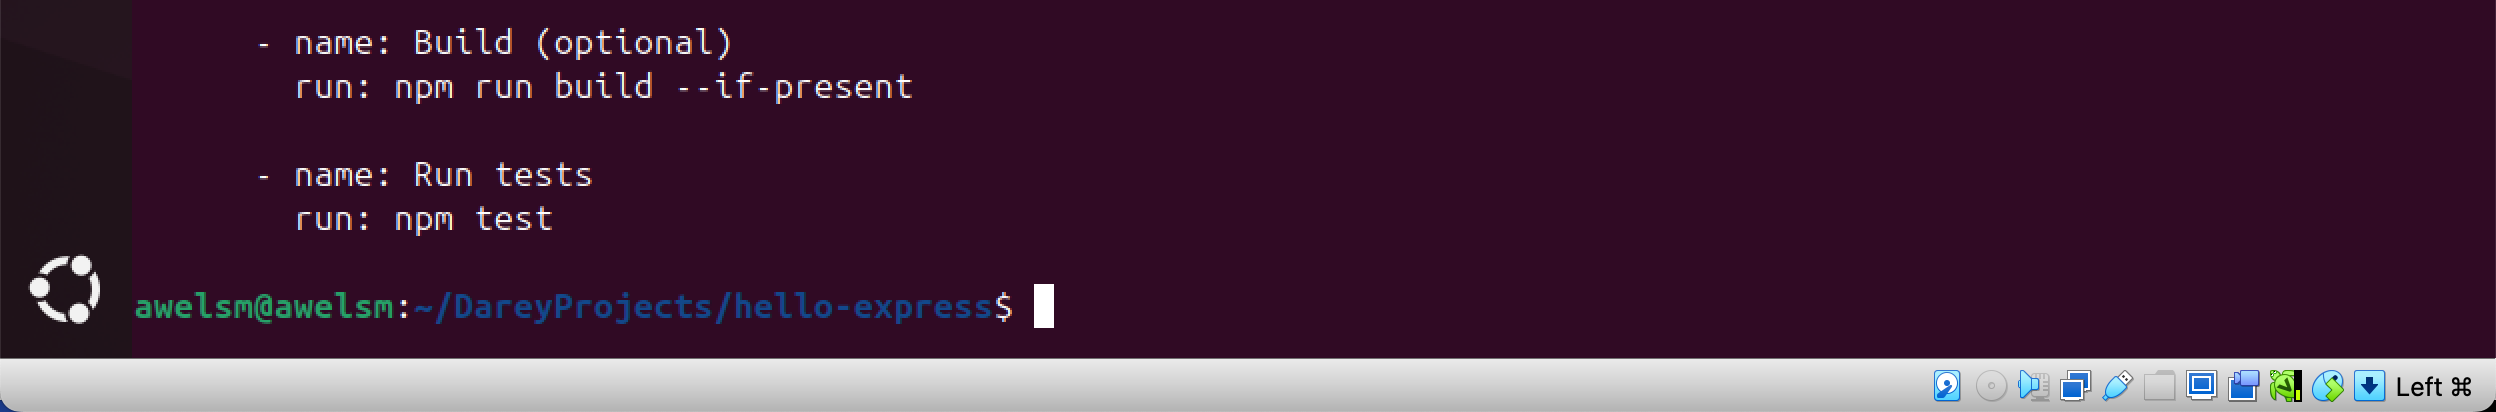 - name: Build (optional)
run: npm run build --if-present
- name: Run tests
run: npm test
awelsm@awelsm:~/DareyProjects/hello-express$
Left ⌘